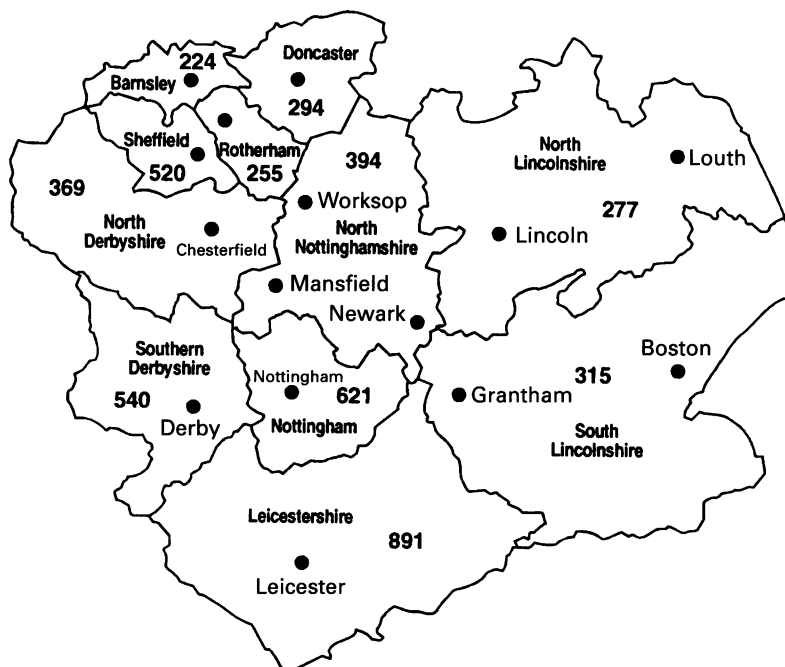 Doncaster
224
Barnsley
294
Sheffield
Rotherham
520
255
394
North
Lincolnshire
Louth
369
Worksop
277
North
Derbyshire
Chesterfield
North
Nottinghamshire
Lincoln
Mansfield
Newark
Southern
Derbyshire
Boston
Nottingham
315
540
621
Grantham
Derby
Nottingham
South
Lincolnshire
Leicestershire
891
Leicester